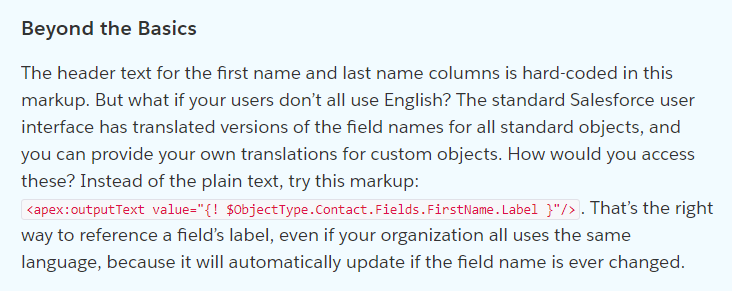 Beyond the Basics
The header text for the first name and last name columns is hard-coded in this
markup. But what if your users don’t all use English? The standard Salesforce user
interface has translated versions of the field names for all standard objects, and
you can provide your own translations for custom objects. How would you access
these? Instead of the plain text, try this markup:
<apex:outputText value="{! $ObjectType.Contact.Fields.FirstName.Label }"/>. That’s the right
way to reference a field’s label, even if your organization all uses the same
language, because it will automatically update if the field name is ever changed.